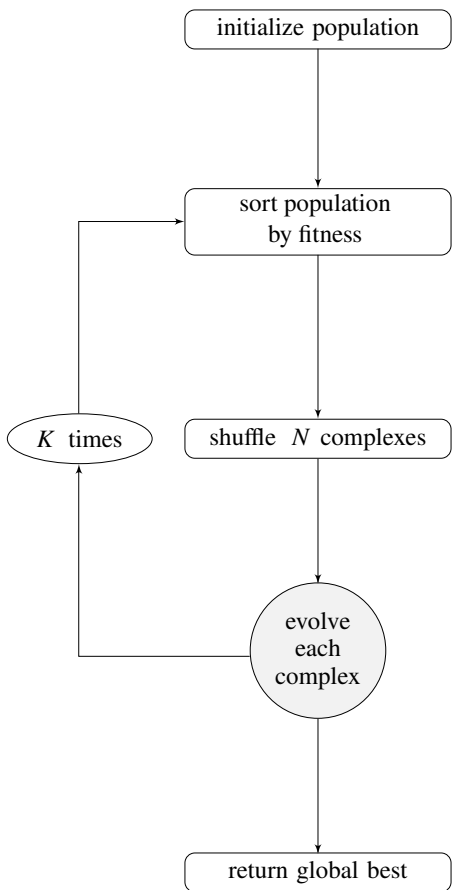 initialize population
sort population
by fitness
K times
shuffle N complexes
evolve
each
complex
return global best